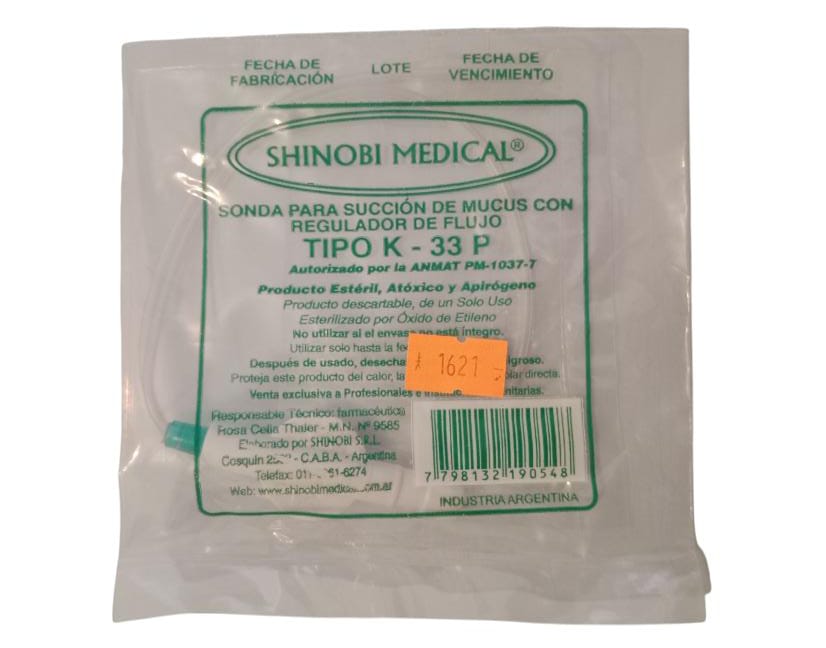 FECHA DE
FABRICACIÓN
LOTE
FECHA DE
VENCIMIENTO
SHINOBI MEDICAL®
SONDA PARA SUCCIÓN DE MUCUS CON
REGULADOR DE FLUJO
TIPO K - 33 P
Autorizado por la ANMAT PM-1037-7
Producto Estéril, Atóxico y Apirógeno
Producto descartable, de un Solo Uso
Esterilizado por Óxido de Etileno
No utilizar si el envase no está íntegro.
Utilizar solo hasta la
1621
Después de usado,
Proteja este producto del calor, directa.
Venta exclusiva a Profesionales e
Responsable Técnico: farmacéutica
Rosa Celia Thaler - M.N. Nº 9585
Elaborado por SHINOBI S.R.L.
Cosquin - C.A.B.A. - Argentina
Telefax:
Web:
7 798132 190548
INDUSTRIA ARGENTINA